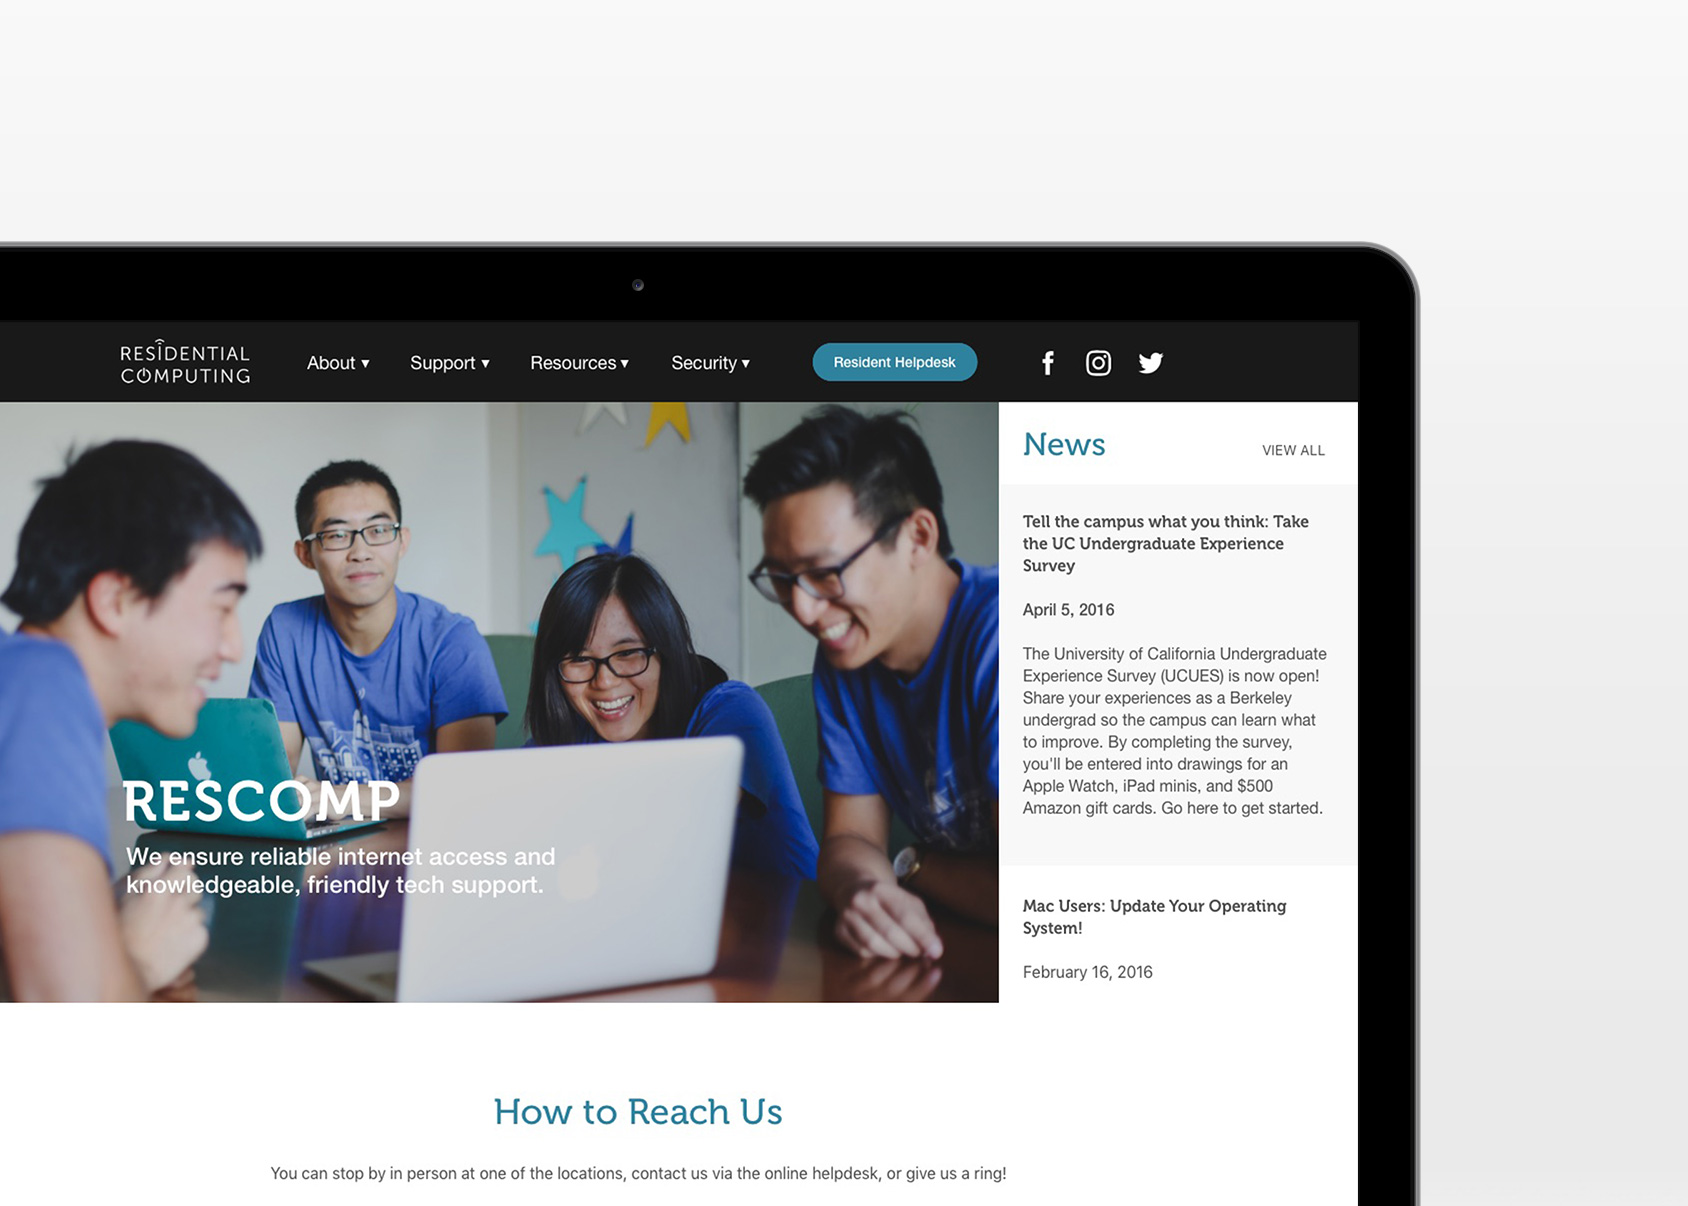 RESIDENTIAL
COMPUTING
About ▾
Support ▾
Resources ▾
Security ▾
Resident Helpdesk
RESCOMP
We ensure reliable internet access and
knowledgeable, friendly tech support.
News
VIEW ALL
Tell the campus what you think: Take
the UC Undergraduate Experience
Survey
April 5, 2016
The University of California Undergraduate
Experience Survey (UCUES) is now open!
Share your experiences as a Berkeley
undergrad so the campus can learn what
to improve. By completing the survey,
you'll be entered into drawings for an
Apple Watch, iPad minis, and $500
Amazon gift cards. Go here to get started.
Mac Users: Update Your Operating
System!
February 16, 2016
How to Reach Us
You can stop by in person at one of the locations, contact us via the online helpdesk, or give us a ring!